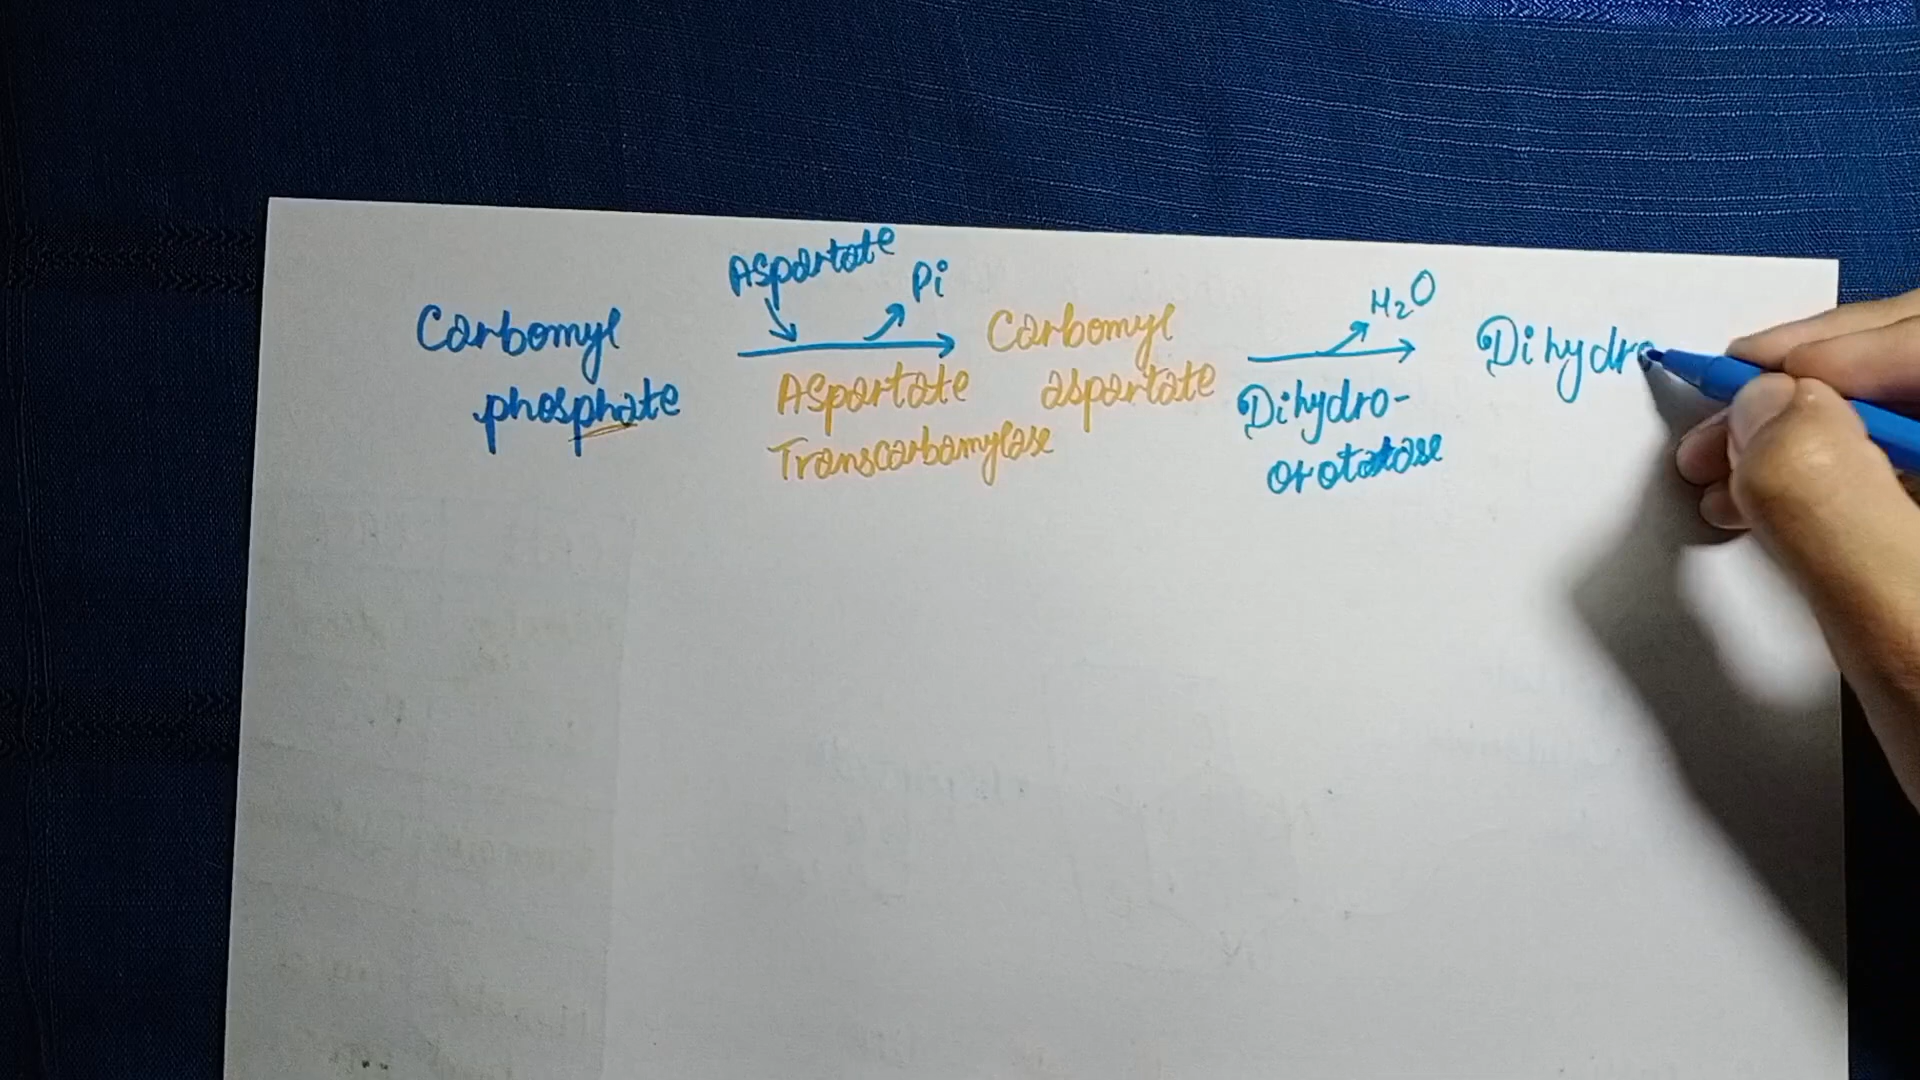 Aspartate
Pi
H2O
Carbomyl
phosphate
Carbomyl
aspartate
Aspartate
Transcarbamylase
Dihydro-
orotatase
Dihydro